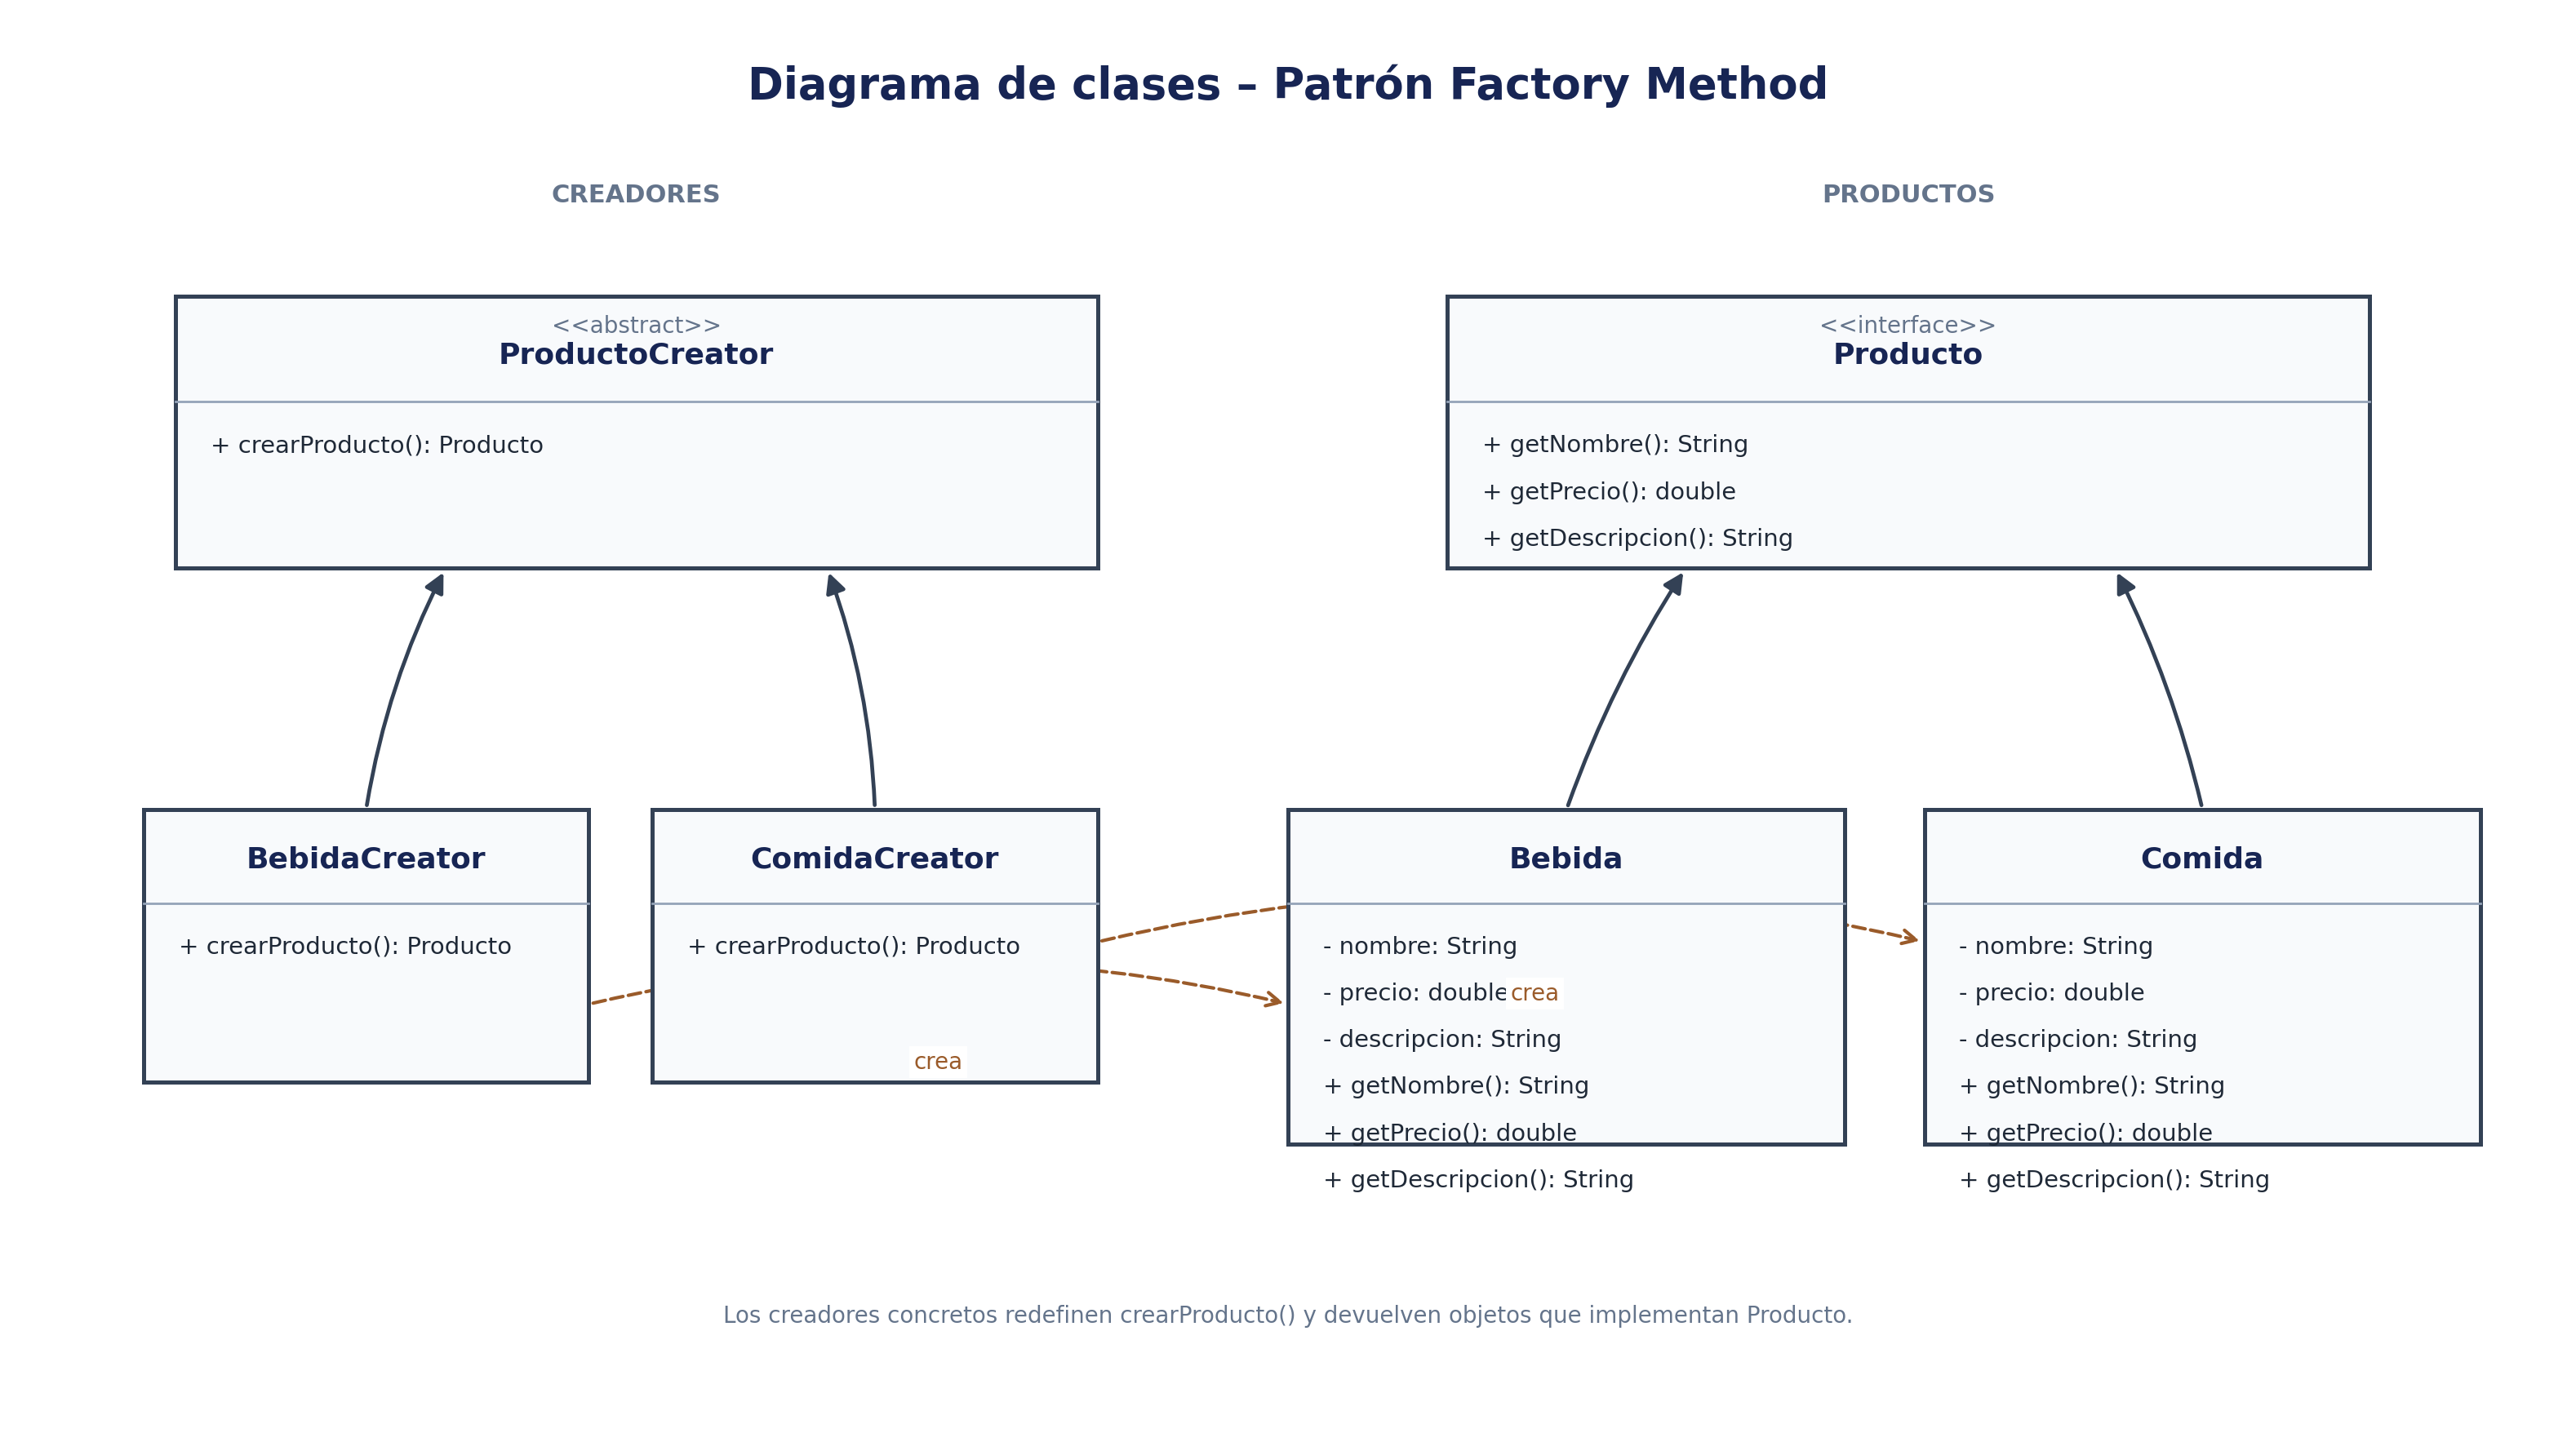 Diagrama de clases – Patrón Factory Method
CREADORES
PRODUCTOS
<<abstract>>
ProductoCreator
+ crearProducto(): Producto
<<interface>>
Producto
+ getNombre(): String
+ getPrecio(): double
+ getDescripcion(): String
BebidaCreator
+ crearProducto(): Producto
ComidaCreator
+ crearProducto(): Producto
crea
Bebida
- nombre: String
- precio: double
crea
- descripcion: String
+ getNombre(): String
+ getPrecio(): double
+ getDescripcion(): String
Comida
- nombre: String
- precio: double
- descripcion: String
+ getNombre(): String
+ getPrecio(): double
+ getDescripcion(): String
Los creadores concretos redefinen crearProducto() y devuelven objetos que implementan Producto.